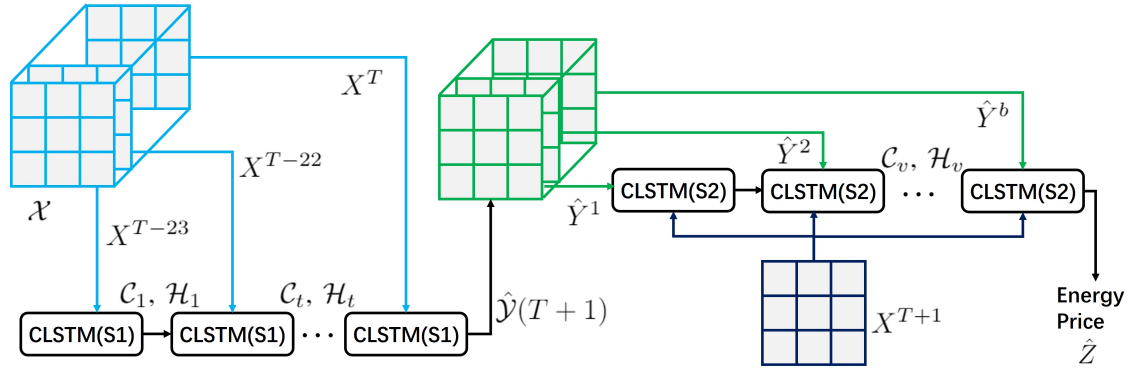 𝒳
X^{T-23}
X^{T-22}
X^T
𝒞_1, ℋ_1
𝒞_t, ℋ_t
CLSTM(S1)
CLSTM(S1)
...
CLSTM(S1)
𝒴̂(T + 1)
Ŷ^1
Ŷ^2
Ŷ^b
𝒞_v, ℋ_v
CLSTM(S2)
CLSTM(S2)
...
CLSTM(S2)
X^{T+1}
Energy
Price
Ẑ